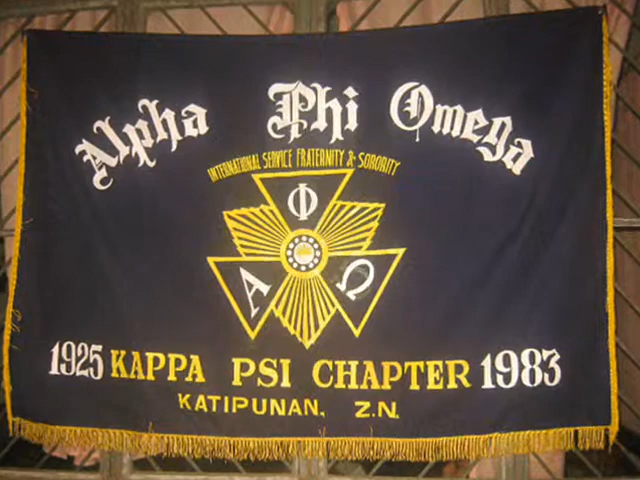 Alpha Phi Omega
INTERNATIONAL SERVICE FRATERNITY & SORORITY
Φ
Α Ω
1925 KAPPA PSI CHAPTER 1983
KATIPUNAN, Z.N.